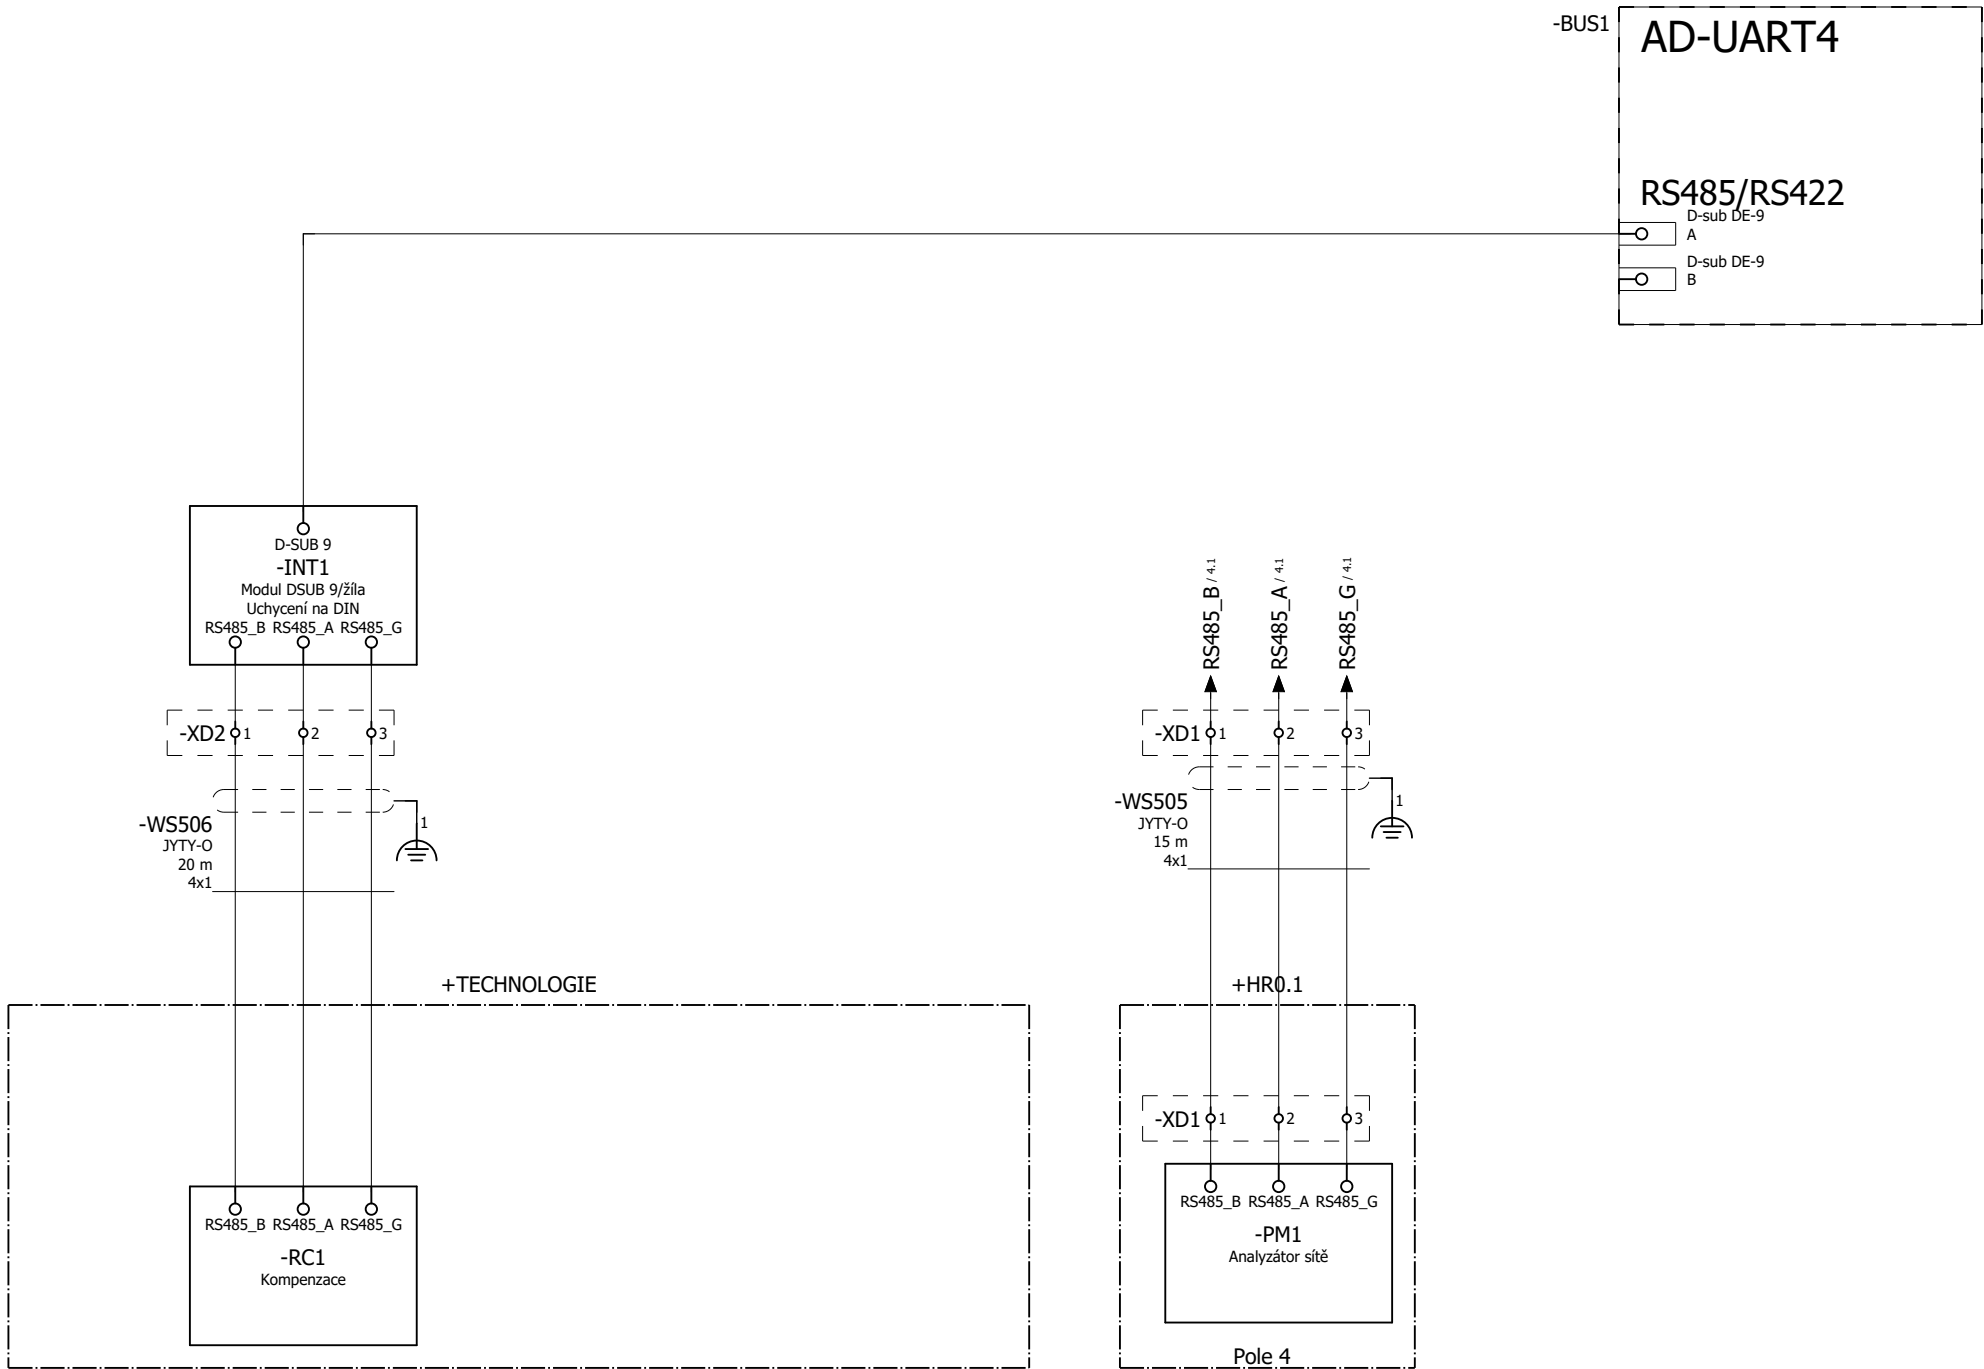 -BUS1
AD-UART4
RS485/RS422
D-sub DE-9
A
D-sub DE-9
B
D-SUB 9
-INT1
Modul DSUB 9/žíla
Uchycení na DIN
RS485_B RS485_A RS485_G
RS485_B / 4.1
RS485_A / 4.1
RS485_G / 4.1
-XD2 1 2 3
-XD1 1 2 3
-WS506
JYTY-O
20 m
4x1
1
-WS505
JYTY-O
15 m
4x1
1
+TECHNOLOGIE
+HR0.1
-XD1 1 2 3
RS485_B RS485_A RS485_G
-RC1
Kompenzace
RS485_B RS485_A RS485_G
-PM1
Analyzátor sítě
Pole 4